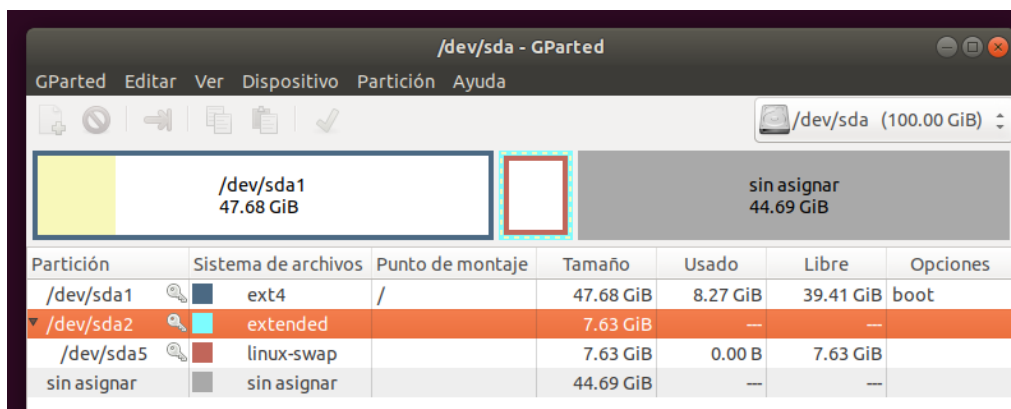 /dev/sda - GParted
GParted Editar Ver Dispositivo Partición Ayuda
/dev/sda (100.00 GiB)
/dev/sda1
47.68 GiB
sin asignar
44.69 GiB
Partición Sistema de archivos Punto de montaje Tamaño Usado Libre Opciones
/dev/sda1 ext4 / 47.68 GiB 8.27 GiB 39.41 GiB boot
/dev/sda2 extended 7.63 GiB --- ---
/dev/sda5 linux-swap 7.63 GiB 0.00 B 7.63 GiB
sin asignar sin asignar 44.69 GiB --- ---